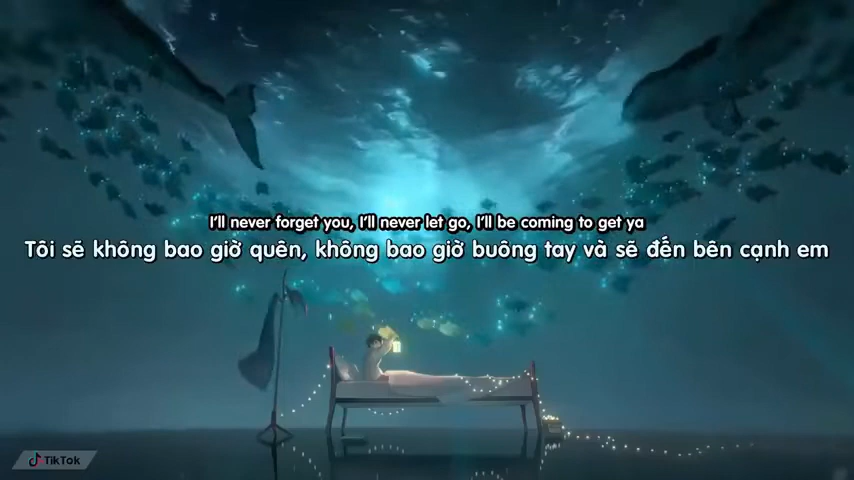 I'll never forget you, I'll never let go, I'll be coming to get ya
Tôi sẽ không bao giờ quên, không bao giờ buông tay và sẽ đến bên cạnh em
TikTok